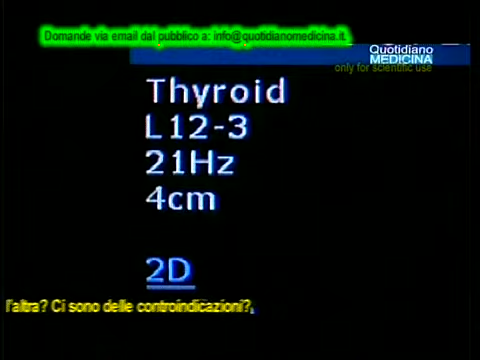 Domande via email dal pubblico a: info@quotidianomedicina.it
Quotidiano
MEDICINA
only for scientific use
Thyroid
L12-3
21Hz
4cm
2D
l'altra? Ci sono delle controindicazioni?